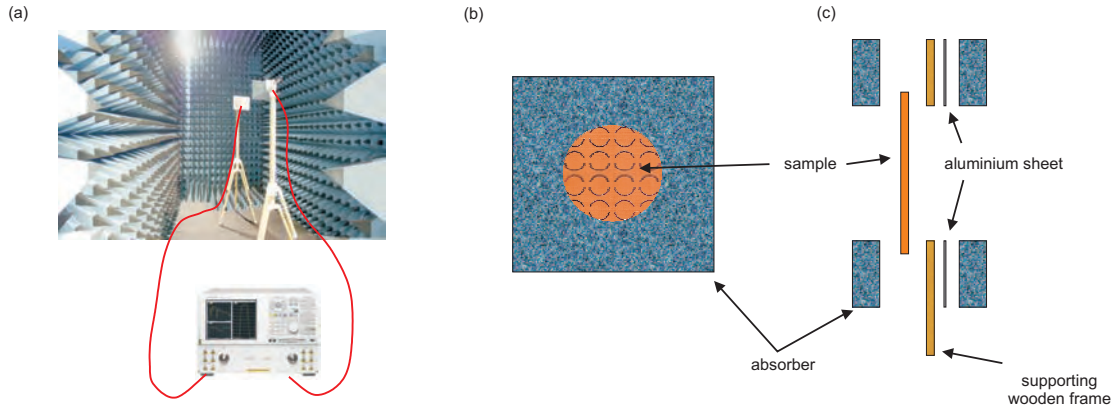 (a)
(b)
(c)
sample
aluminium sheet
absorber
supporting
wooden frame